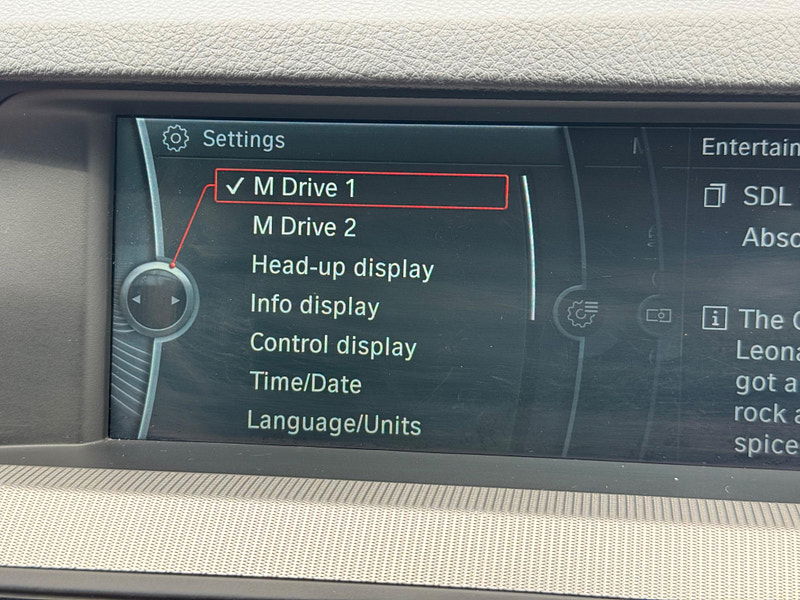 Settings
✓ M Drive 1
M Drive 2
Head-up display
Info display
Control display
Time/Date
Language/Units
Entertain
SDL
Abso
i The
Leona
got a
rock a
spice